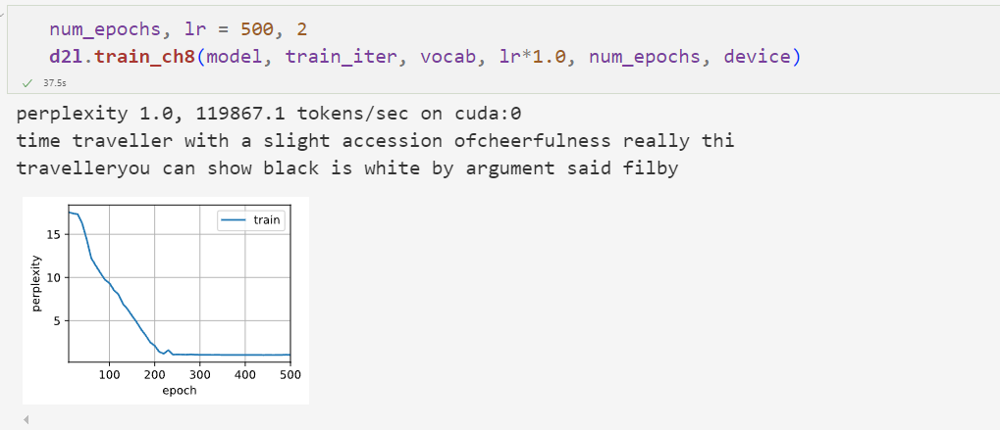 num_epochs, lr = 500, 2
d2l.train_ch8(model, train_iter, vocab, lr*1.0, num_epochs, device)
37.5s
perplexity 1.0, 119867.1 tokens/sec on cuda:0
time traveller with a slight accession ofcheerfulness really thi
travelleryou can show black is white by argument said filby
train
15
10
5
perplexity
100 200 300 400 500
epoch